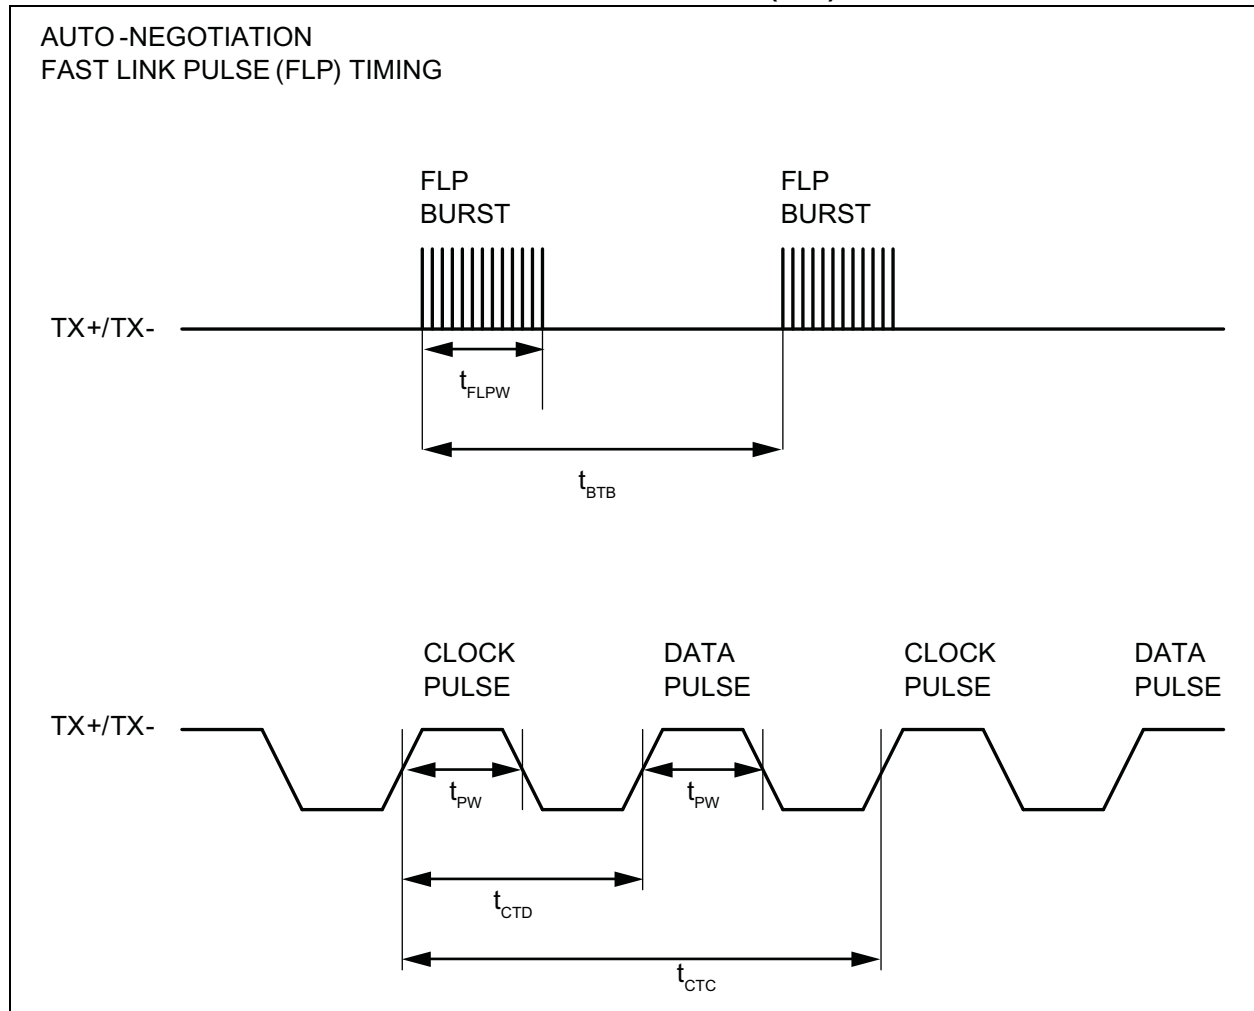 AUTO-NEGOTIATION
FAST LINK PULSE (FLP) TIMING
FLP
BURST
FLP
BURST
TX+/TX-
tFLPW
tBTB
CLOCK
PULSE
DATA
PULSE
CLOCK
PULSE
DATA
PULSE
TX+/TX-
tPW
tPW
tCTD
tCTC